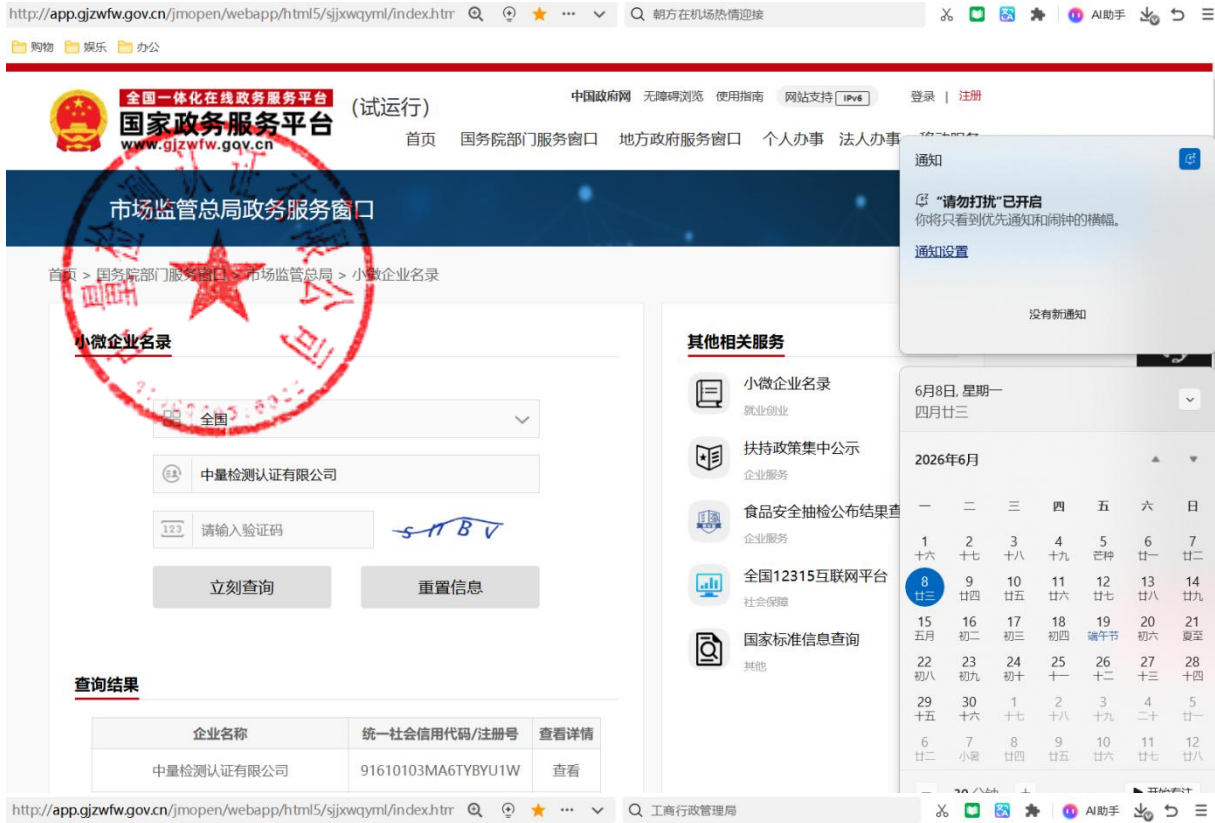 http://app.gjzwfw.gov.cn/jmopen/webapp/html5/sjjxwqyml/index.htm
朝方在机场热情迎接
AI助手
购物 娱乐 办公
全国一体化在线政务服务平台
国家政务服务平台
www.gjzwfw.gov.cn
(试运行)
中国政府网 无障碍浏览 使用指南 网站支持 IPv6 登录 | 注册
首页 国务院部门服务窗口 地方政府服务窗口 个人办事 法人办事
市场监管总局政务服务窗口
首页 > 国务院部门服务窗口 > 市场监管总局 > 小微企业名录
中量检测认证有限公司
小微企业名录
全国
中量检测认证有限公司
123 请输入验证码
smBV
立刻查询 重置信息
查询结果
企业名称 统一社会信用代码/注册号 查看详情
中量检测认证有限公司 91610103MA6TYBYU1W 查看
其他相关服务
小微企业名录
就业创业
扶持政策集中公示
企业服务
食品安全抽检公布结果查
企业服务
全国12315互联网平台
社会保障
国家标准信息查询
其他
通知
“请勿打扰”已开启
你将只看到优先通知和闹钟的横幅。
通知设置
没有新通知
6月8日, 星期一
四月廿三
2026年6月
一 二 三 四 五 六 日
1 2 3 4 5 6 7
十六 十七 十八 十九 芒种 廿一 廿二
8 9 10 11 12 13 14
廿三 廿四 廿五 廿六 廿七 廿八 廿九
15 16 17 18 19 20 21
五月 初二 初三 初四 端午节 初六 夏至
22 23 24 25 26 27 28
初八 初九 初十 十一 十二 十三 十四
29 30 1 2 3 4 5
十五 十六 十七 十八 十九 二十 廿一
6 7 8 9 10 11 12
廿二 小暑 廿四 廿五 廿六 廿七 廿八
http://app.gjzwfw.gov.cn/jmopen/webapp/html5/sjjxwqyml/index.htm
工商行政管理局
AI助手